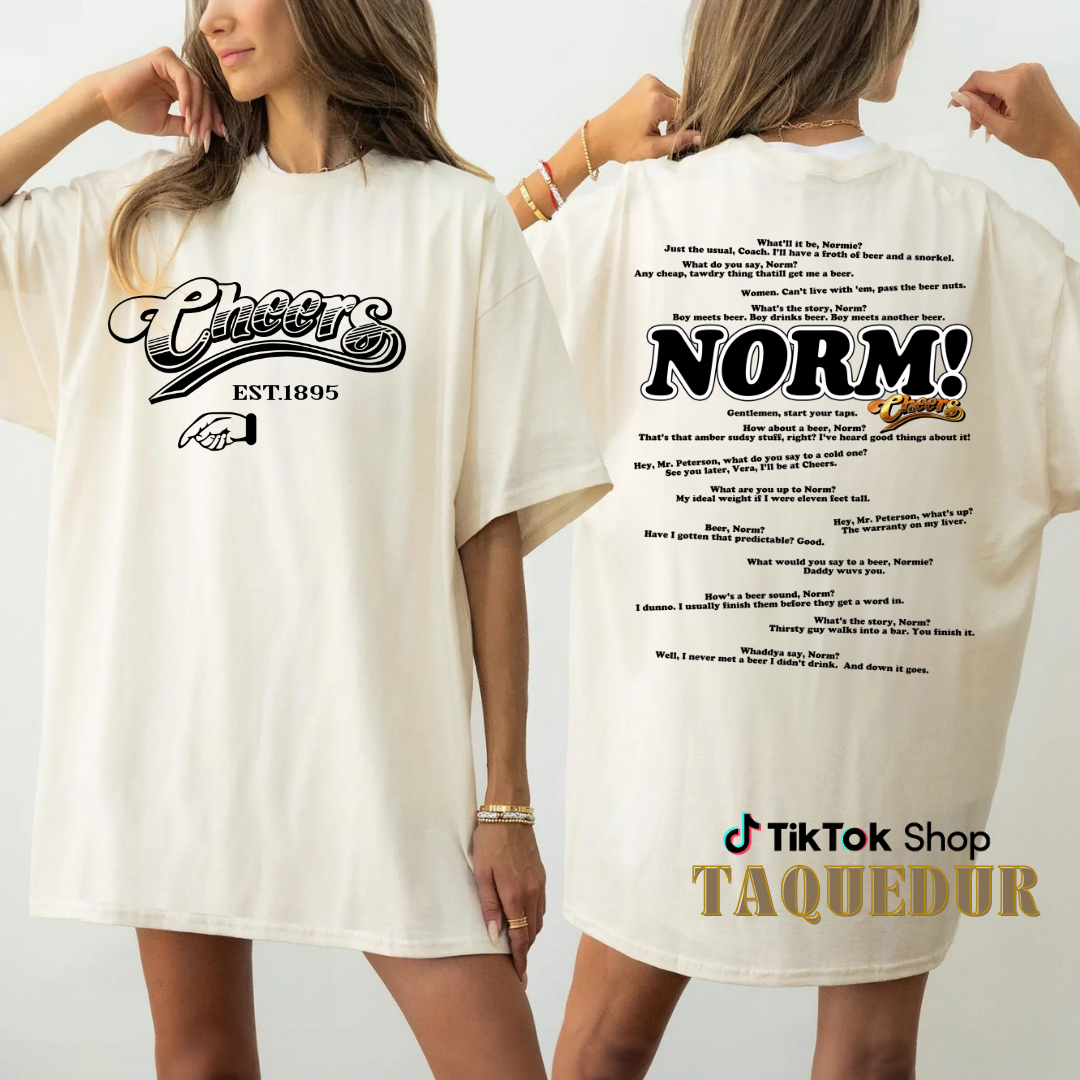 Cheers
EST.1895
What'll it be, Normie?
Just the usual, Coach. I'll have a froth of beer and a snorkel.
What do you say, Norm?
Any cheap, tawdry thing thatill get me a beer.
Women. Can't live with 'em, pass the beer nuts.
What's the story, Norm?
Boy meets beer. Boy drinks beer. Boy meets another beer.
NORM!
Cheers
Gentlemen, start your taps.
How about a beer, Norm?
That's that amber sudsy stuff, right? I've heard good things about it!
Hey, Mr. Peterson, what do you say to a cold one?
See you later, Vera, I'll be at Cheers.
What are you up to Norm?
My ideal weight if I were eleven feet tall.
Hey, Mr. Peterson, what's up?
The warranty on my liver.
Beer, Norm?
Have I gotten that predictable? Good.
What would you say to a beer, Normie?
Daddy wuvs you.
How's a beer sound, Norm?
I dunno. I usually finish them before they get a word in.
What's the story, Norm?
Thirsty guy walks into a bar. You finish it.
Whaddya say, Norm?
Well, I never met a beer I didn't drink. And down it goes.
TikTok Shop
TAQUEDUR